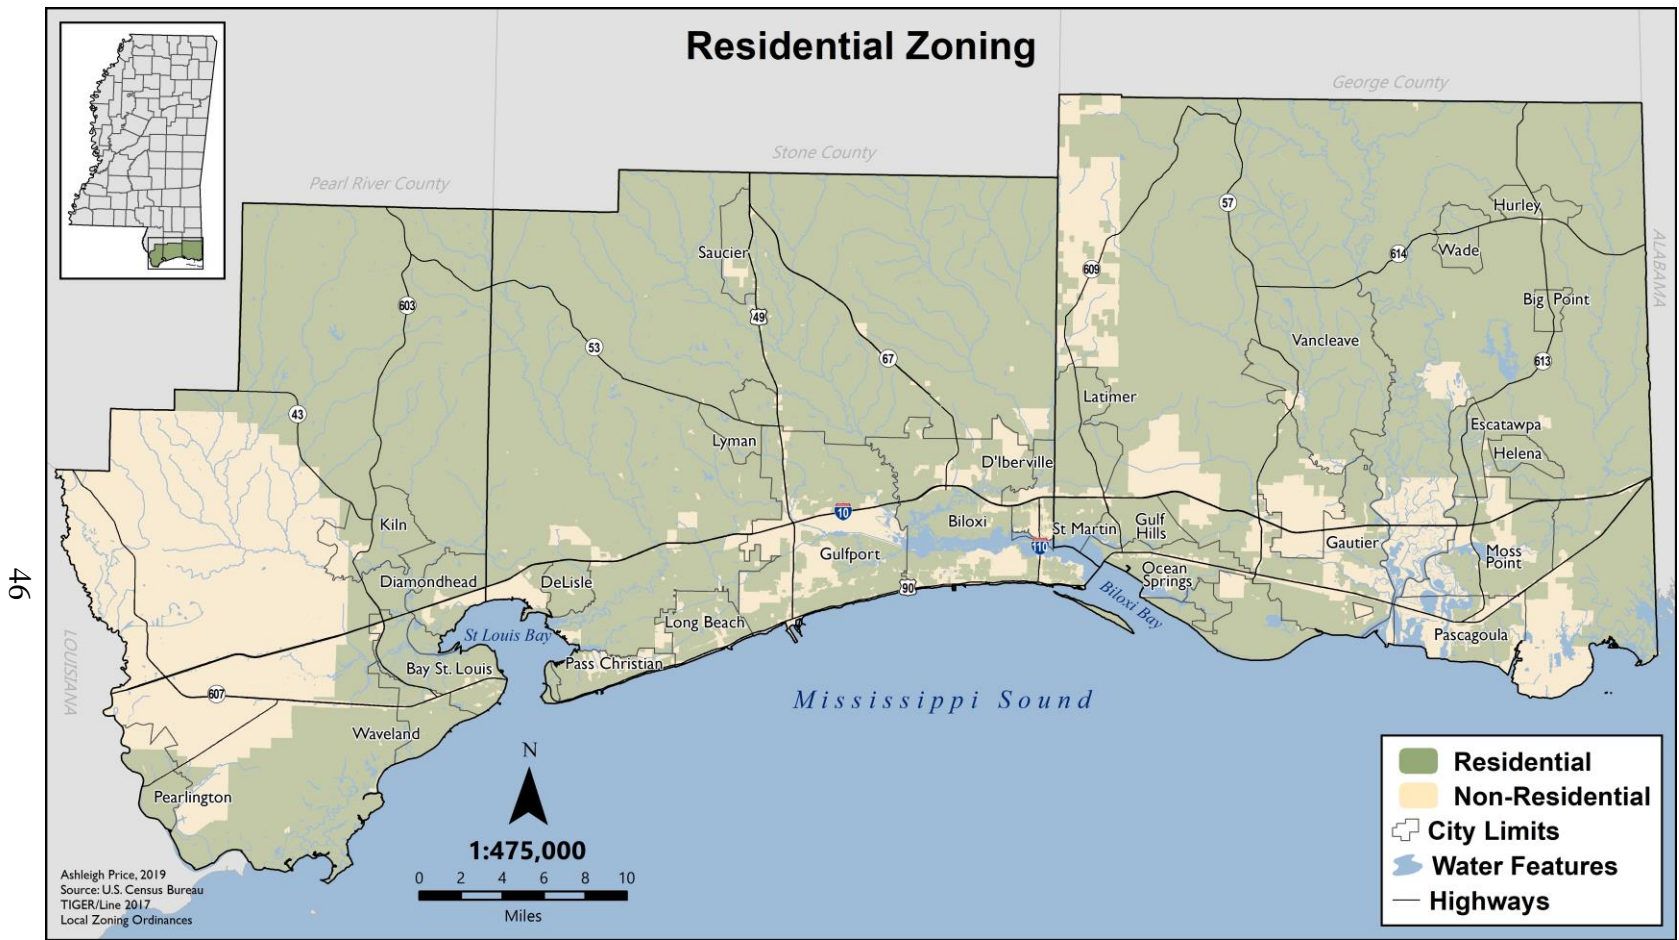 Residential Zoning
George County
Stone County
Pearl River County
57
Hurley
Saucier
614
Wade
ALABAMA
609
Big Point
603
49
Vancleave
53
67
613
Latimer
43
Escatawpa
Lyman
Helena
D'Iberville
10
Kiln
Biloxi
St Martin
Gulf
Hills
Gautier
110
Gulfport
Moss
Point
Diamondhead
DeLisle
Ocean
Springs
90
Biloxi Bay
46
Long Beach
St Louis Bay
Pascagoula
LOUISIANA
Bay St. Louis
Pass Christian
607
Mississippi Sound
Waveland
N
Pearlington
1:475,000
0 2 4 6 8 10
Miles
Residential
Non-Residential
City Limits
Water Features
Highways
Ashleigh Price, 2019
Source: U.S. Census Bureau
TIGER/Line 2017
Local Zoning Ordinances